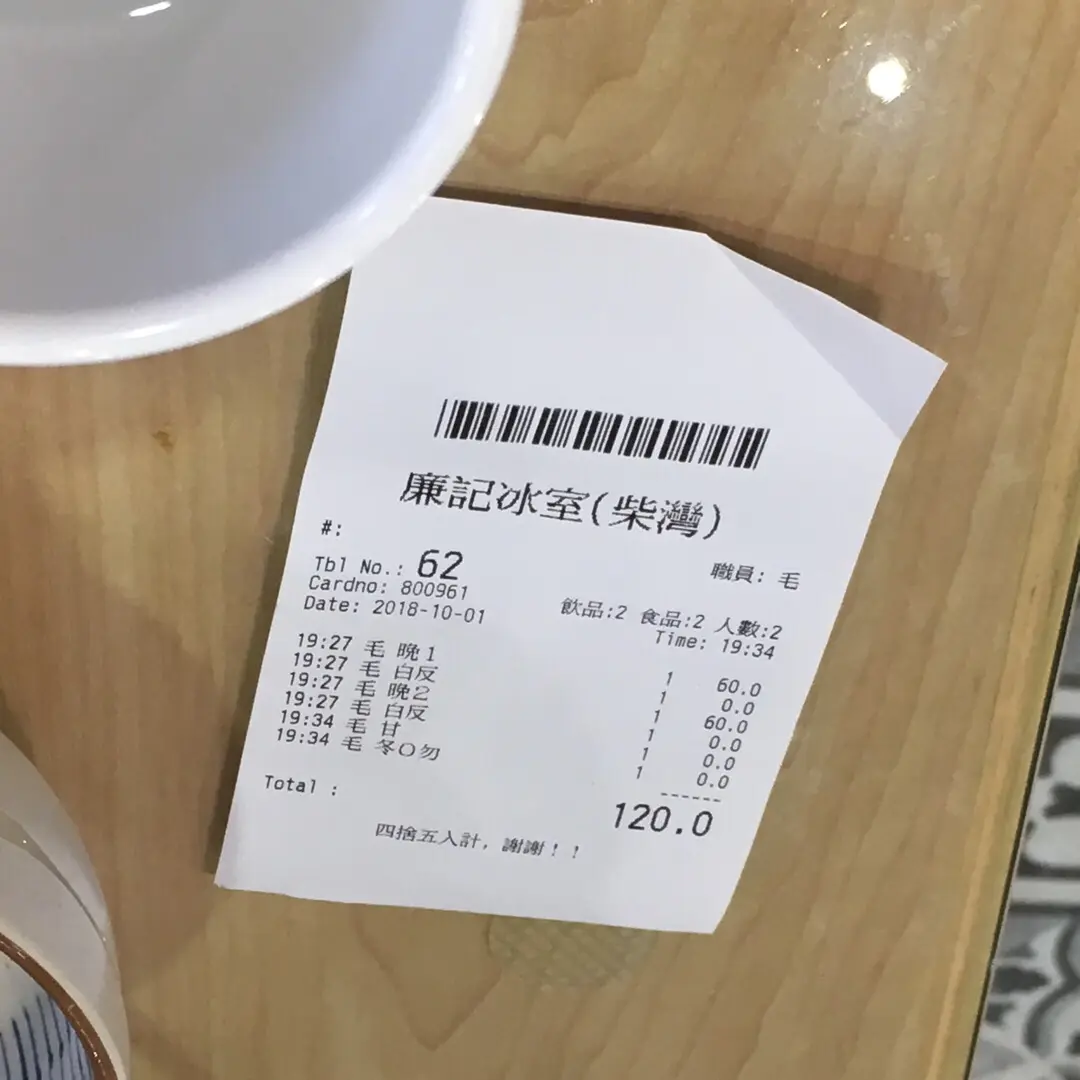 廉記冰室(柴灣)
#:
職員: 毛
Tbl No.: 62
飲品:2 食品:2 人數:2
Cardno: 800961
Date: 2018-10-01 Time: 19:34
19:27 毛 晚1 1 60.0
19:27 毛 白反 1 0.0
19:27 毛 晚2 1 60.0
19:27 毛 白反 1 0.0
19:34 毛 甘 1 0.0
19:34 毛 冬O勿 1 0.0
Total : 120.0
四捨五入計, 謝謝!!